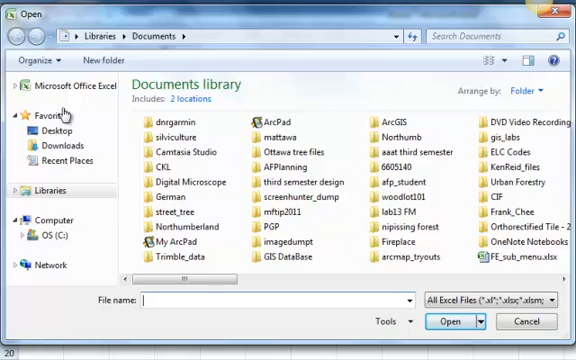 Open
Libraries Documents Search Documents
Organize New folder
Microsoft Office Excel
Favori
Desktop
Downloads
Recent Places
Libraries
Computer
OS (C:)
Network
Documents library
Includes: 2 locations
Arrange by: Folder
dnrgarmin ArcPad ArcGIS DVD Video Recording
silviculture mattawa Northumb gis_labs
Camtasia Studio Ottawa tree files aaat third semester ELC Codes
CKL AFPlanning 6605140 KenReid_files
Digital Microscope third semester design afp_student Urban Forestry
German screenhunter_dump woodlot101 CIF
street_tree mftip2011 lab13 FM Frank_Chee
Northumberland PGP nipissing forest Orthorectified Tile -
My ArcPad imagedumpt Fireplace OneNote Notebooks
Trimble_data GIS DataBase arcmap_tryouts FE_sub_menu.xlsx
File name: All Excel Files (*.xl*;*.xlsx;*.xlsm;
Tools Open Cancel
20